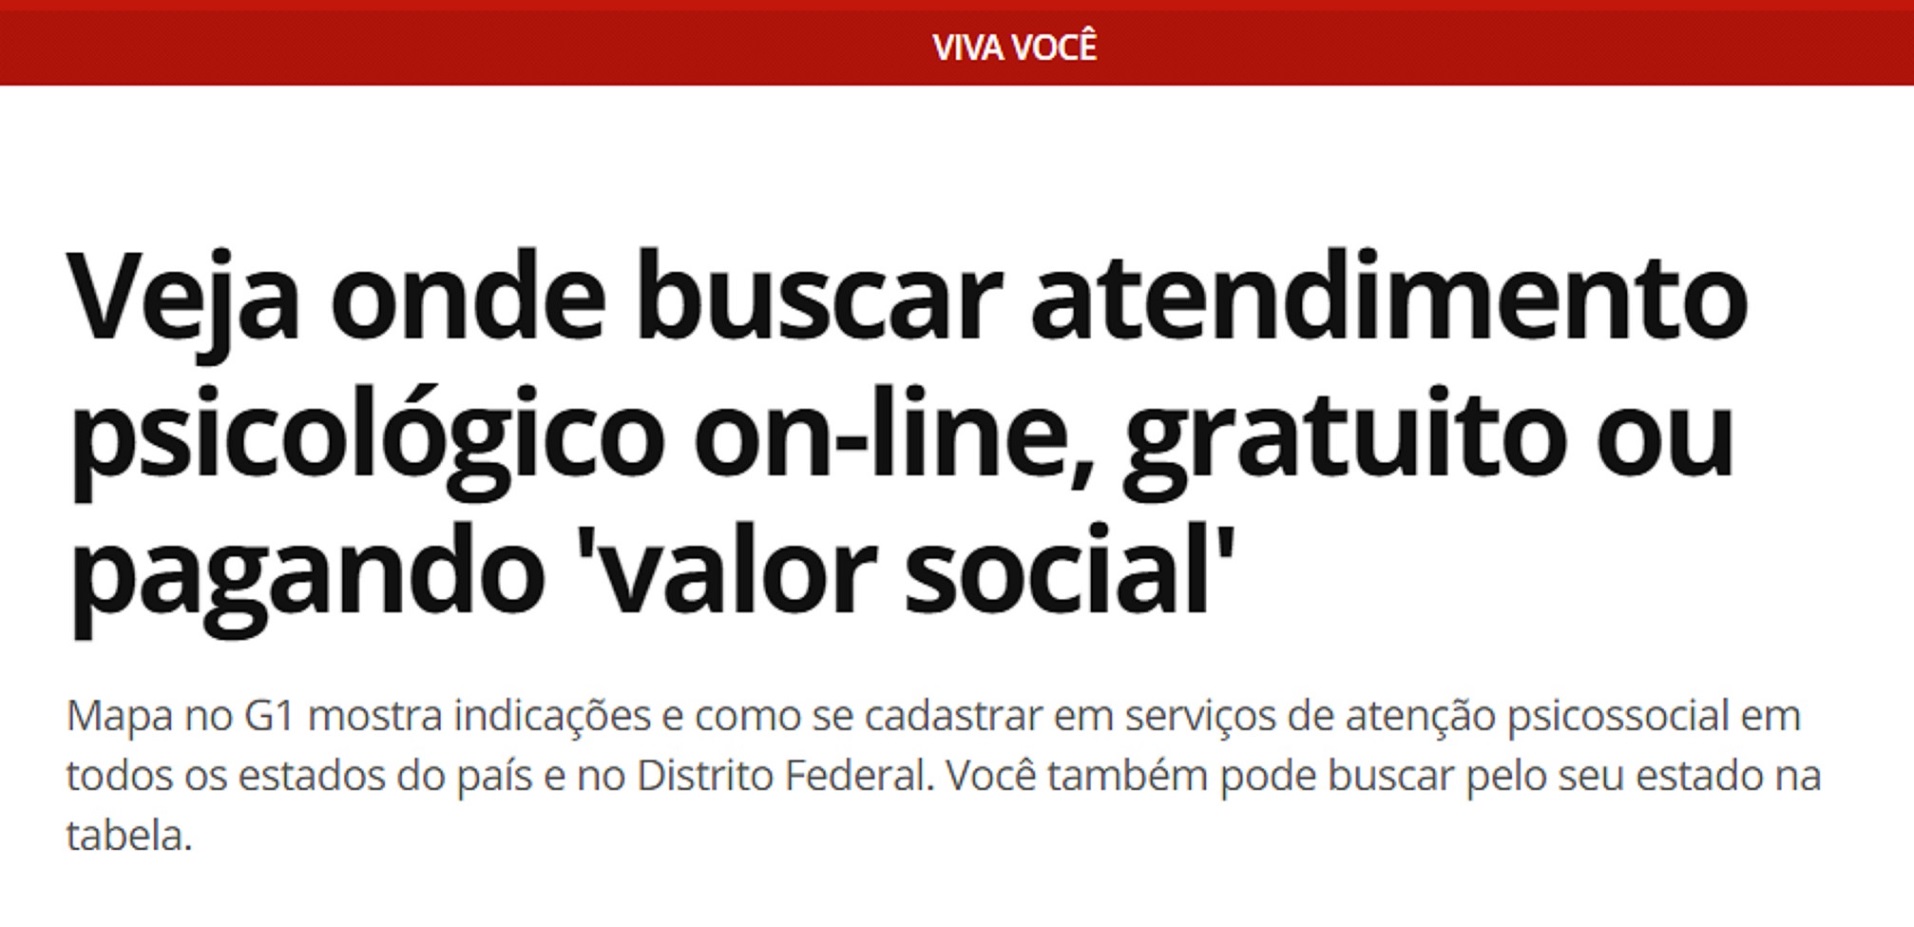 VIVA VOCÊ
Veja onde buscar atendimento
psicológico on-line, gratuito ou
pagando 'valor social'
Mapa no G1 mostra indicações e como se cadastrar em serviços de atenção psicossocial em
todos os estados do país e no Distrito Federal. Você também pode buscar pelo seu estado na
tabela.